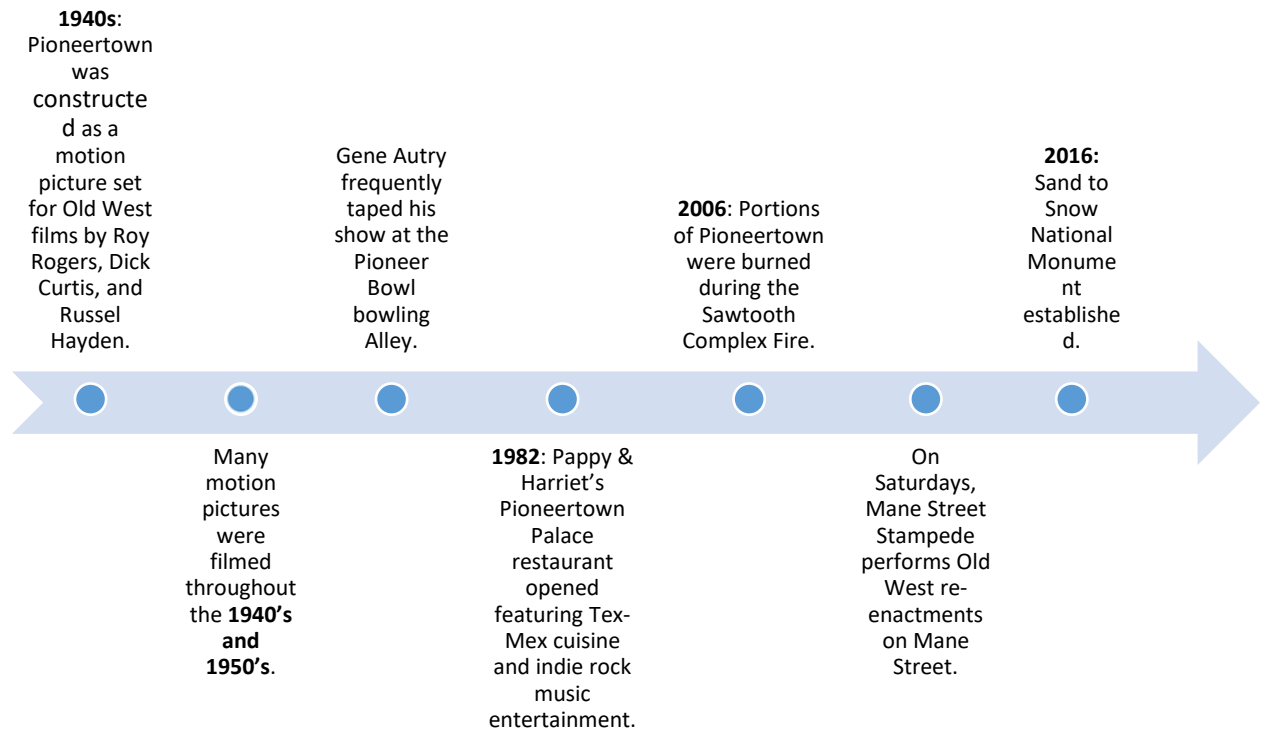 1940s:
Pioneertown
was
constructe
d as a
motion
picture set
for Old West
films by Roy
Rogers, Dick
Curtis, and
Russel
Hayden.
Many
motion
pictures
were
filmed
throughout
the 1940's
and
1950's.
Gene Autry
frequently
taped his
show at the
Pioneer
Bowl
bowling
Alley.
1982: Pappy &
Harriet's
Pioneertown
Palace
restaurant
opened
featuring Tex-
Mex cuisine
and indie rock
music
entertainment.
2006: Portions
of Pioneertown
were burned
during the
Sawtooth
Complex Fire.
On
Saturdays,
Mane Street
Stampede
performs Old
West re-
enactments
on Mane
Street.
2016:
Sand to
Snow
National
Monume
nt
establishe
d.